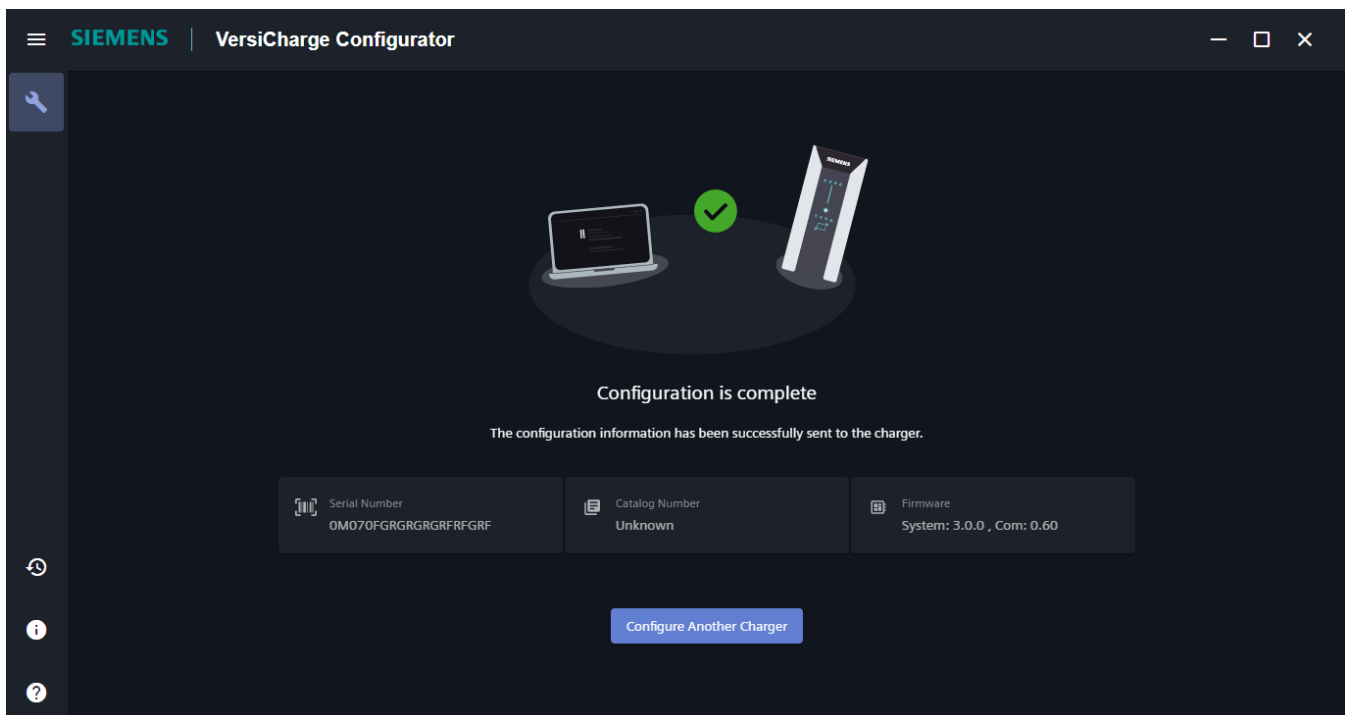 SIEMENS
VersiCharge Configurator
SIEMENS
Configuration is complete
The configuration information has been successfully sent to the charger.
Serial Number
0M070FGRGRGRGRFRFGRF
Catalog Number
Unknown
Firmware
System: 3.0.0 , Com: 0.60
Configure Another Charger